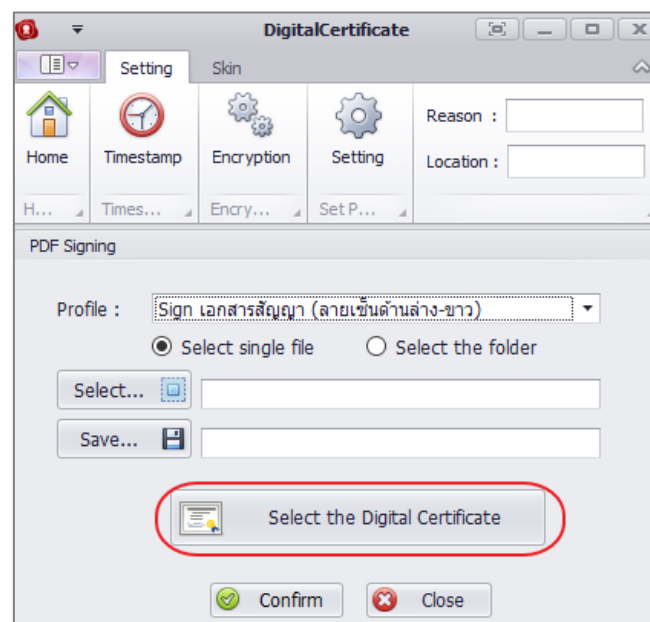 DigitalCertificate
Setting Skin
Home Timestamp Encryption Setting Reason :
Location :
H... Times... Encry... Set P...
PDF Signing
Profile : Sign เอกสารสัญญา (ลายเซ็นด้านล่าง-ขาว)
Select single file Select the folder
Select...
Save...
Select the Digital Certificate
Confirm Close